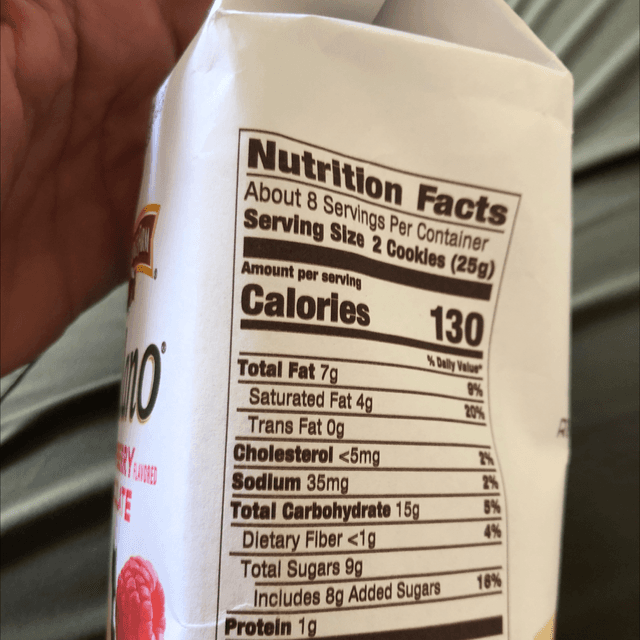 Nutrition Facts
About 8 Servings Per Container
Serving Size 2 Cookies (25g)
Amount per serving
Calories 130
% Daily Value*
Total Fat 7g 9%
Saturated Fat 4g 20%
Trans Fat 0g
Cholesterol <5mg 2%
Sodium 35mg 2%
Total Carbohydrate 15g 5%
Dietary Fiber <1g 4%
Total Sugars 9g
Includes 8g Added Sugars 16%
Protein 1g
FLAVORED